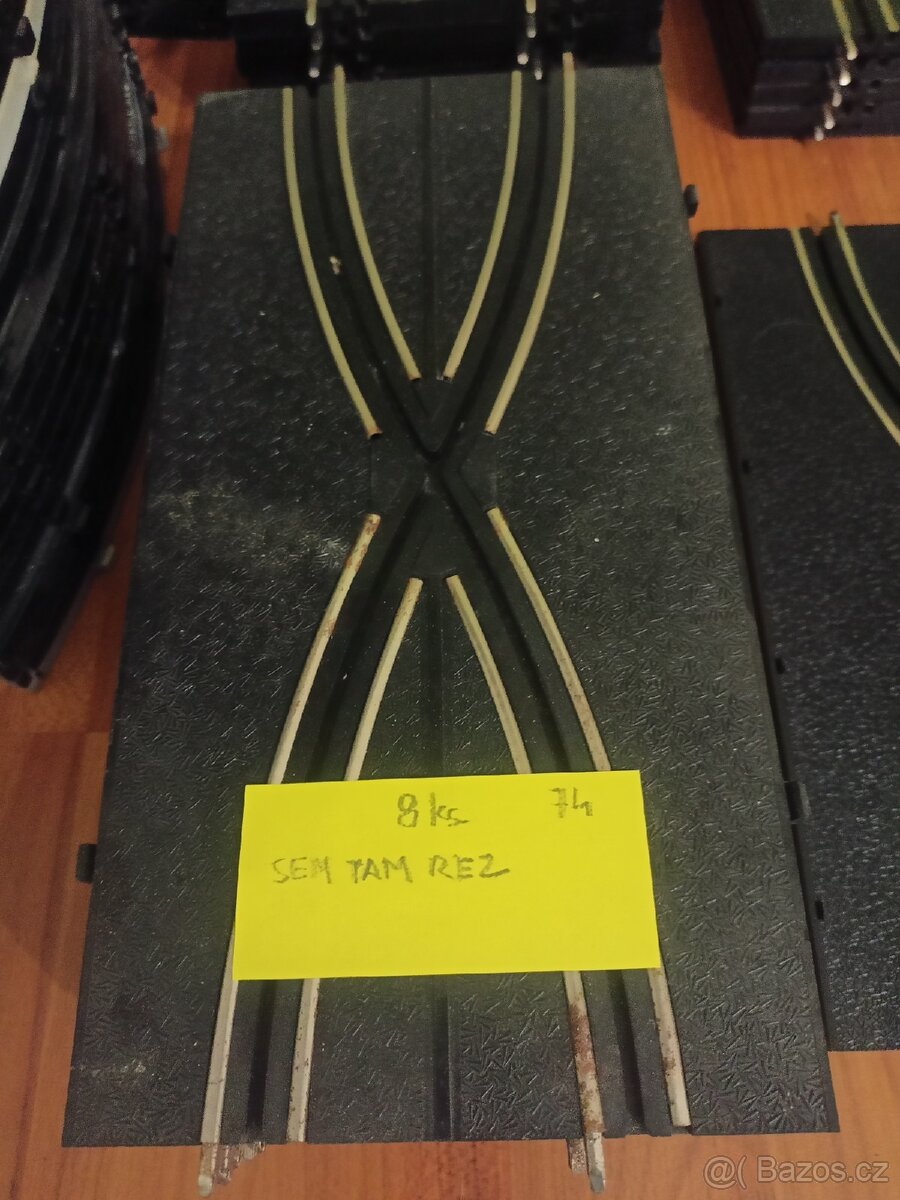 8ks 74
SEM TAM REZ
@( Bazos.cz